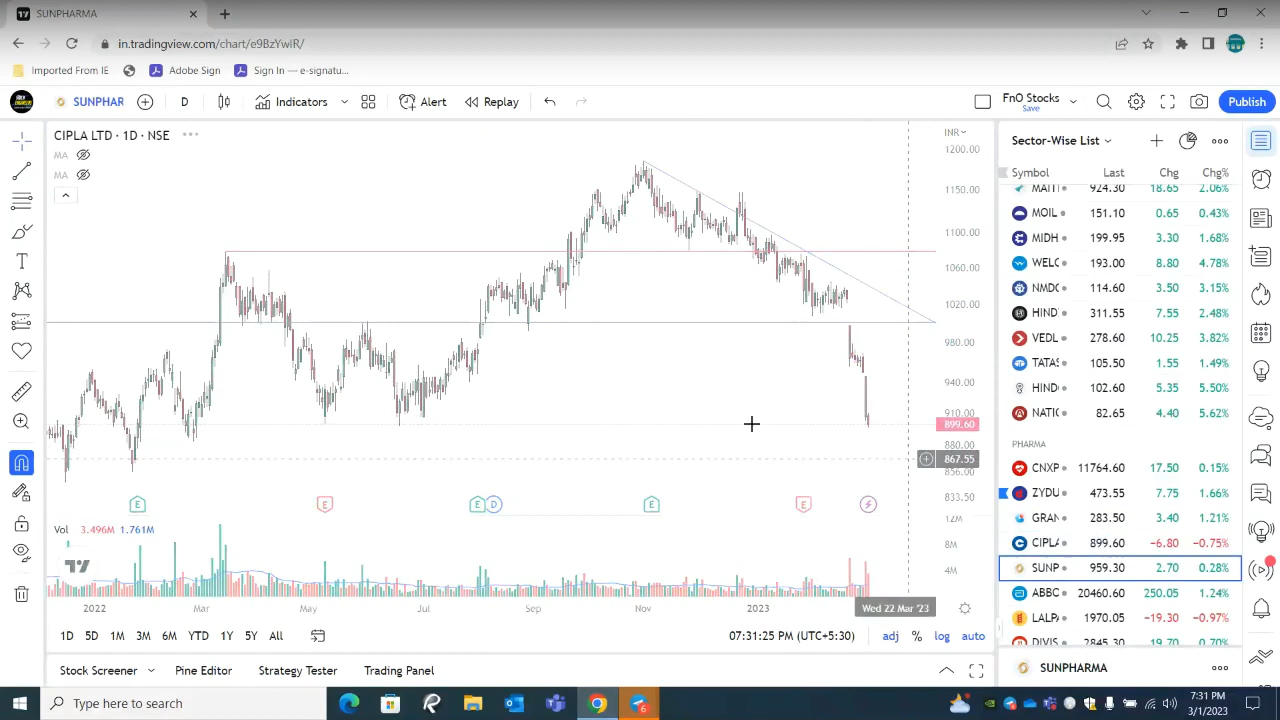 SUNPHARMA
in.tradingview.com/chart/e9BzYwiR/
Imported From IE Adobe Sign Sign In — e-signatu...
SUNPHAR D Indicators Alert Replay FnO Stocks Save Publish
CIPLA LTD · 1D · NSE
MA
MA
INR
1200.00
1150.00
1100.00
1060.00
1020.00
980.00
940.00
910.00
899.60
880.00
867.55
856.00
833.50
12M
8M
4M
E E E D E E
Vol 3.496M 1.761M
2022 Mar May Jul Sep Nov 2023 Wed 22 Mar '23
1D 5D 1M 3M 6M YTD 1Y 5Y All 07:31:25 PM (UTC+5:30) adj % log auto
Stock Screener Pine Editor Strategy Tester Trading Panel
Sector-Wise List
Symbol Last Chg Chg%
924.30 18.65 2.06%
MOIL 151.10 0.65 0.43%
MIDH 199.95 3.30 1.68%
WELC 193.00 8.80 4.78%
NMDC 114.60 3.50 3.15%
HIND 311.55 7.55 2.48%
VEDL 278.60 10.25 3.82%
TATAS 105.50 1.55 1.49%
HIND 102.60 5.35 5.50%
NATIC 82.65 4.40 5.62%
PHARMA
CNXP 11764.60 17.50 0.15%
ZYDU 473.55 7.75 1.66%
GRAN 283.50 3.40 1.21%
CIPLA 899.60 −6.80 −0.75%
SUNP 959.30 2.70 0.28%
ABBC 20460.60 250.05 1.24%
LALPA 1970.05 −19.30 −0.97%
DIVIS 2845.30 19.70 0.70%
SUNPHARMA
Type here to search
6
7:31 PM
3/1/2023